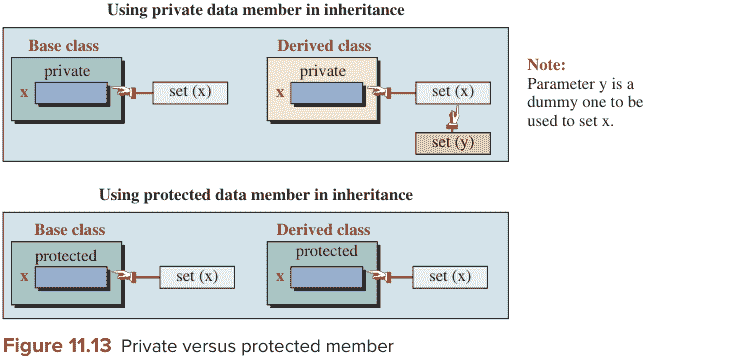 Using private data member in inheritance
Base class
private
x
set (x)
Derived class
private
x
set (x)
set (y)
Note:
Parameter y is a
dummy one to be
used to set x.
Using protected data member in inheritance
Base class
protected
x
set (x)
Derived class
protected
x
set (x)
Figure 11.13 Private versus protected member